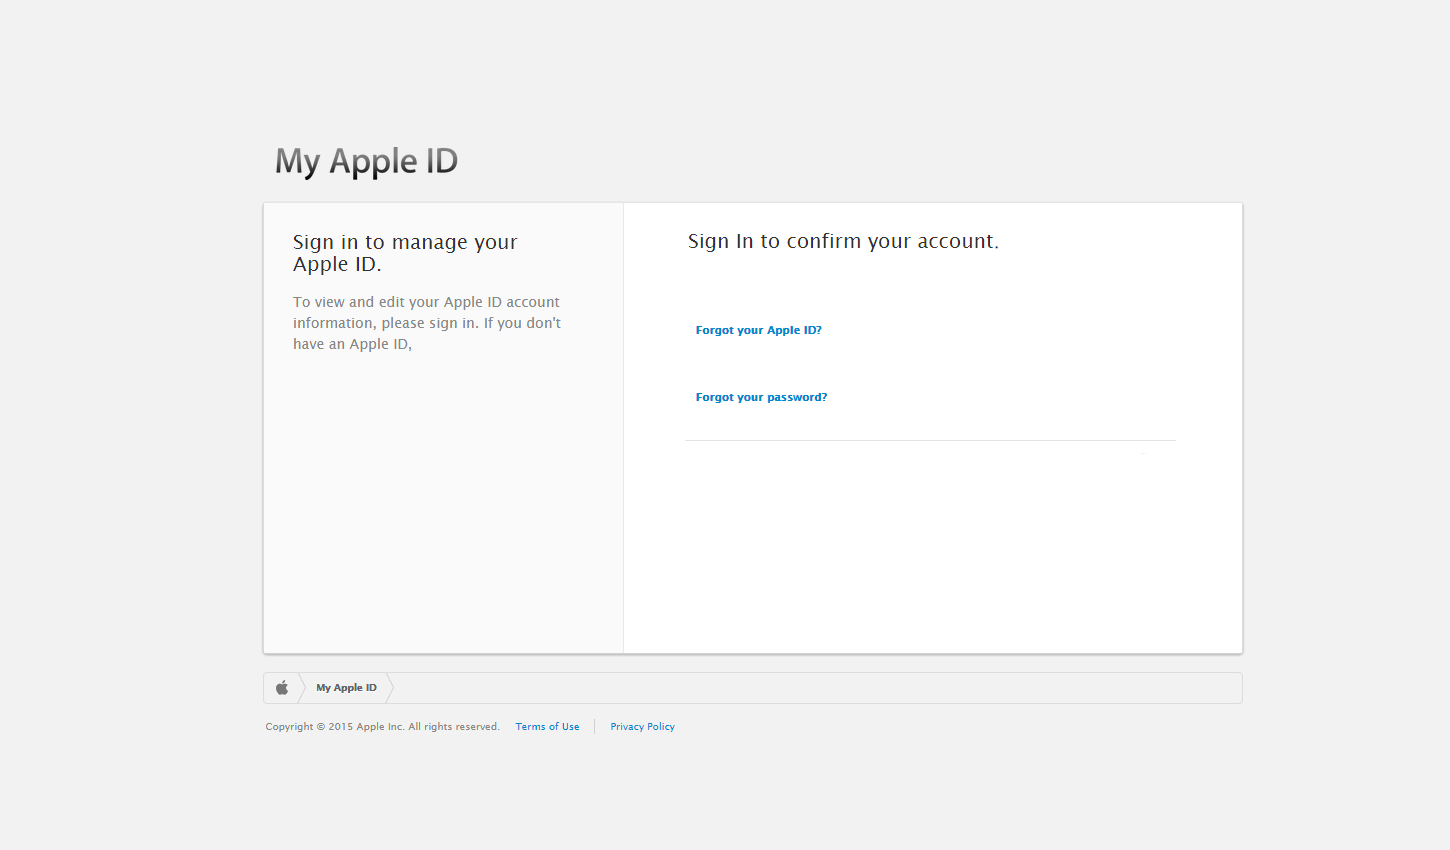 My Apple ID
Sign in to manage your
Apple ID.
To view and edit your Apple ID account
information, please sign in. If you don't
have an Apple ID,
Sign In to confirm your account.
Forgot your Apple ID?
Forgot your password?
My Apple ID
Copyright © 2015 Apple Inc. All rights reserved. Terms of Use Privacy Policy